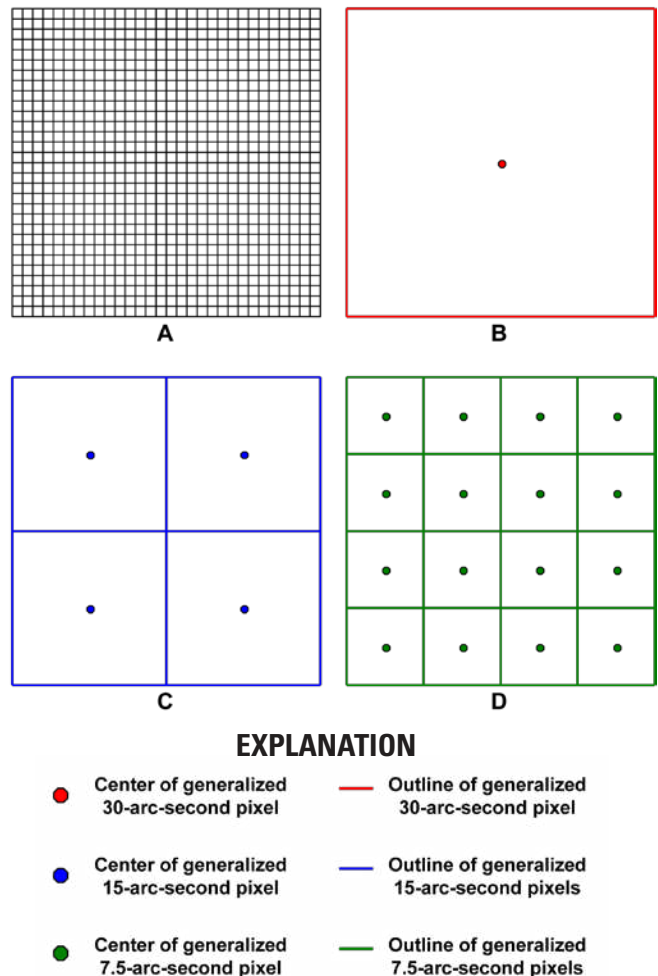 A
B
C
D
EXPLANATION
Center of generalized
30-arc-second pixel
Outline of generalized
30-arc-second pixel
Center of generalized
15-arc-second pixel
Outline of generalized
15-arc-second pixels
Center of generalized
7.5-arc-second pixel
Outline of generalized
7.5-arc-second pixels